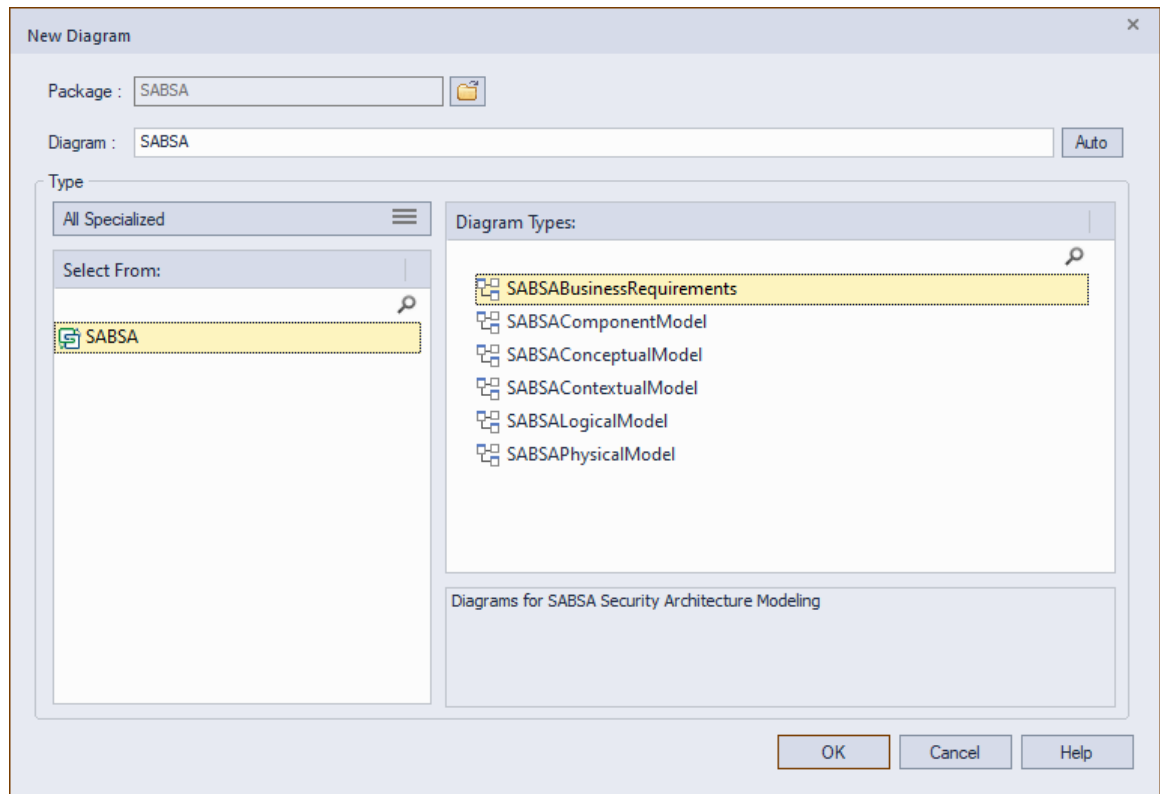 New Diagram
Package : SABSA
Diagram : SABSA Auto
Type
All Specialized
Select From:
SABSA
Diagram Types:
SABSABusinessRequirements
SABSAComponentModel
SABSAConceptualModel
SABSAContextualModel
SABSALogicalModel
SABSAPhysicalModel
Diagrams for SABSA Security Architecture Modeling
OK Cancel Help